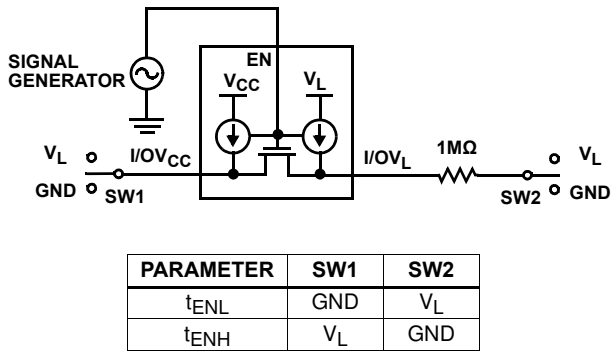 SIGNAL
GENERATOR
EN
VCC
VL
VL
I/OVCC
I/OVL
1MΩ
VL
GND
SW1
SW2
GND
PARAMETER SW1 SW2
tENL GND VL
tENH VL GND